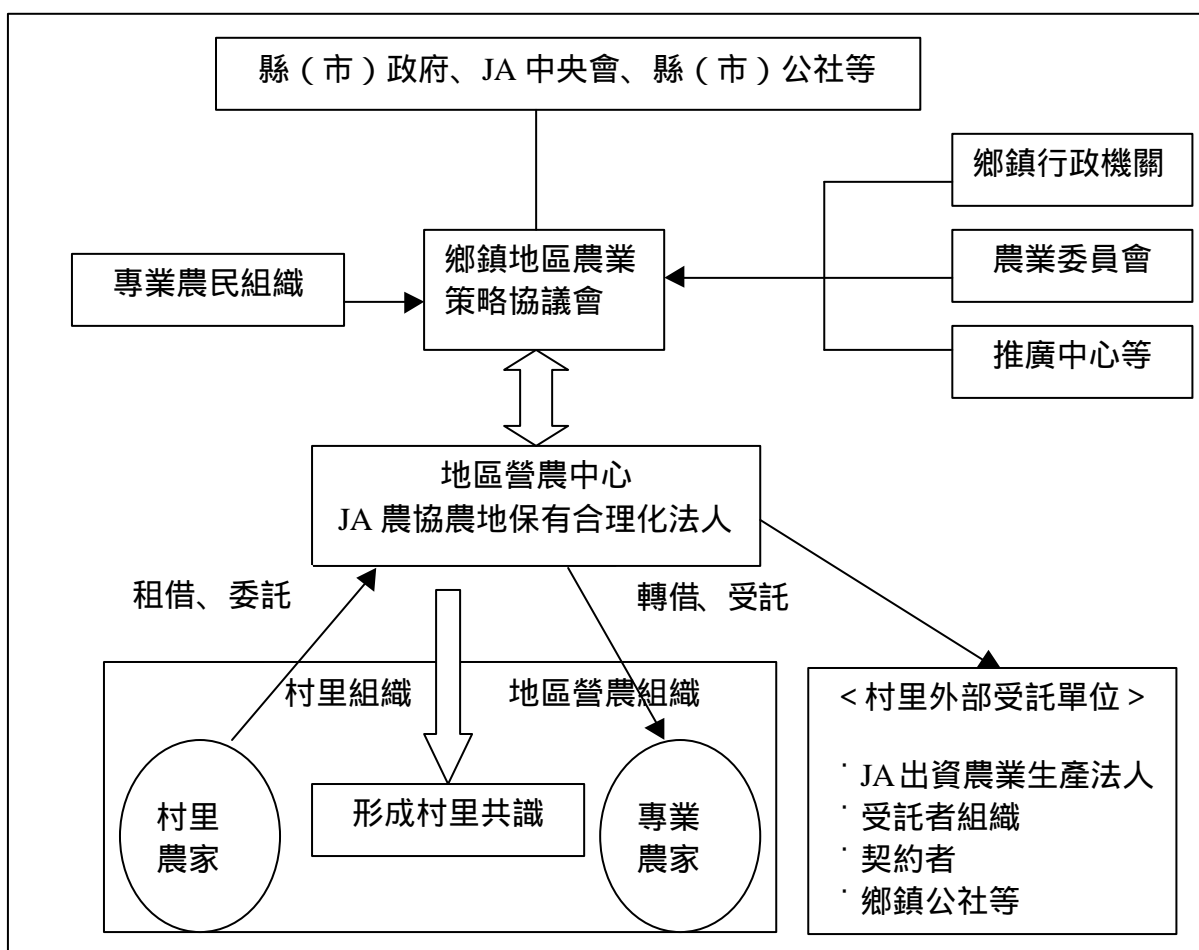 縣（市）政府、JA 中央會、縣（市）公社等
鄉鎮行政機關
農業委員會
推廣中心等
專業農民組織
鄉鎮地區農業
策略協議會
地區營農中心
JA 農協農地保有合理化法人
租借、委託
轉借、受託
村里組織
地區營農組織
村里
農家
形成村里共識
專業
農家
＜村里外部受託單位＞
˙JA出資農業生產法人
˙受託者組織
˙契約者
˙鄉鎮公社等